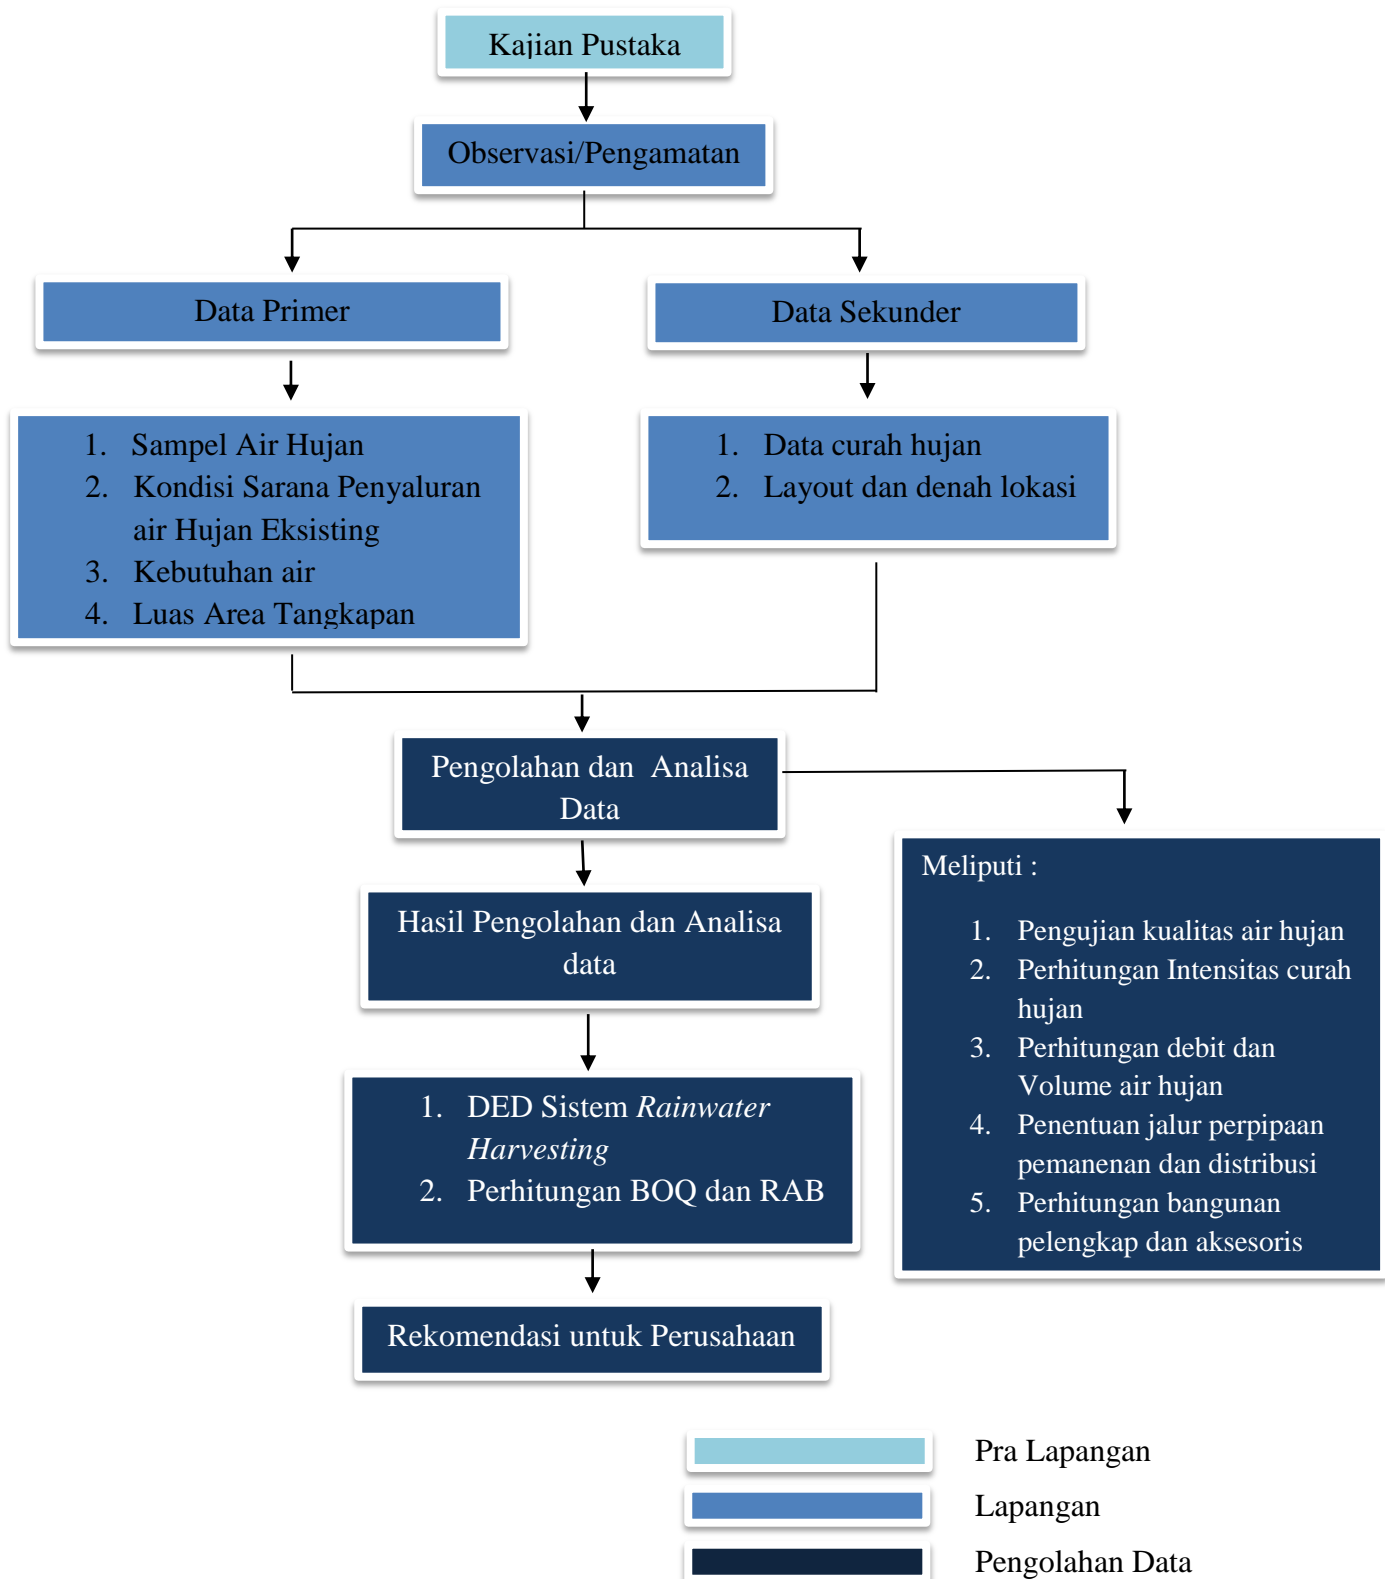 Kajian Pustaka
Observasi/Pengamatan
Data Primer
Data Sekunder
1. Sampel Air Hujan
2. Kondisi Sarana Penyaluran
air Hujan Eksisting
3. Kebutuhan air
4. Luas Area Tangkapan
1. Data curah hujan
2. Layout dan denah lokasi
Pengolahan dan Analisa
Data
Meliputi :
1. Pengujian kualitas air hujan
2. Perhitungan Intensitas curah
hujan
3. Perhitungan debit dan
Volume air hujan
4. Penentuan jalur perpipaan
pemanenan dan distribusi
5. Perhitungan bangunan
pelengkap dan aksesoris
Hasil Pengolahan dan Analisa
data
1. DED Sistem Rainwater
Harvesting
2. Perhitungan BOQ dan RAB
Rekomendasi untuk Perusahaan
Pra Lapangan
Lapangan
Pengolahan Data